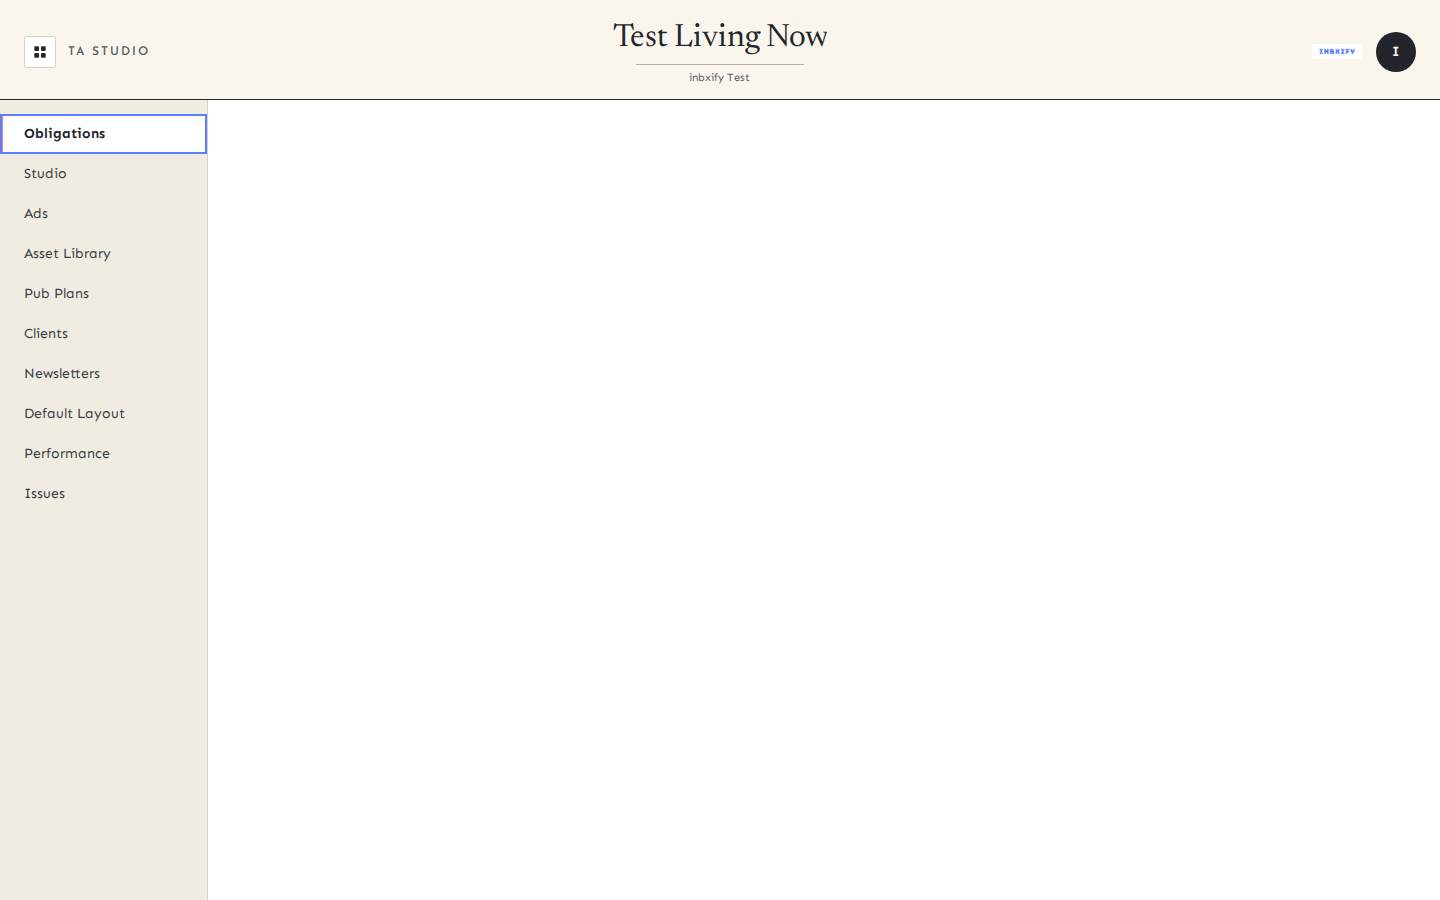 TA STUDIO
Test Living Now
inbxify Test
INBXIFY
I
Obligations
Studio
Ads
Asset Library
Pub Plans
Clients
Newsletters
Default Layout
Performance
Issues